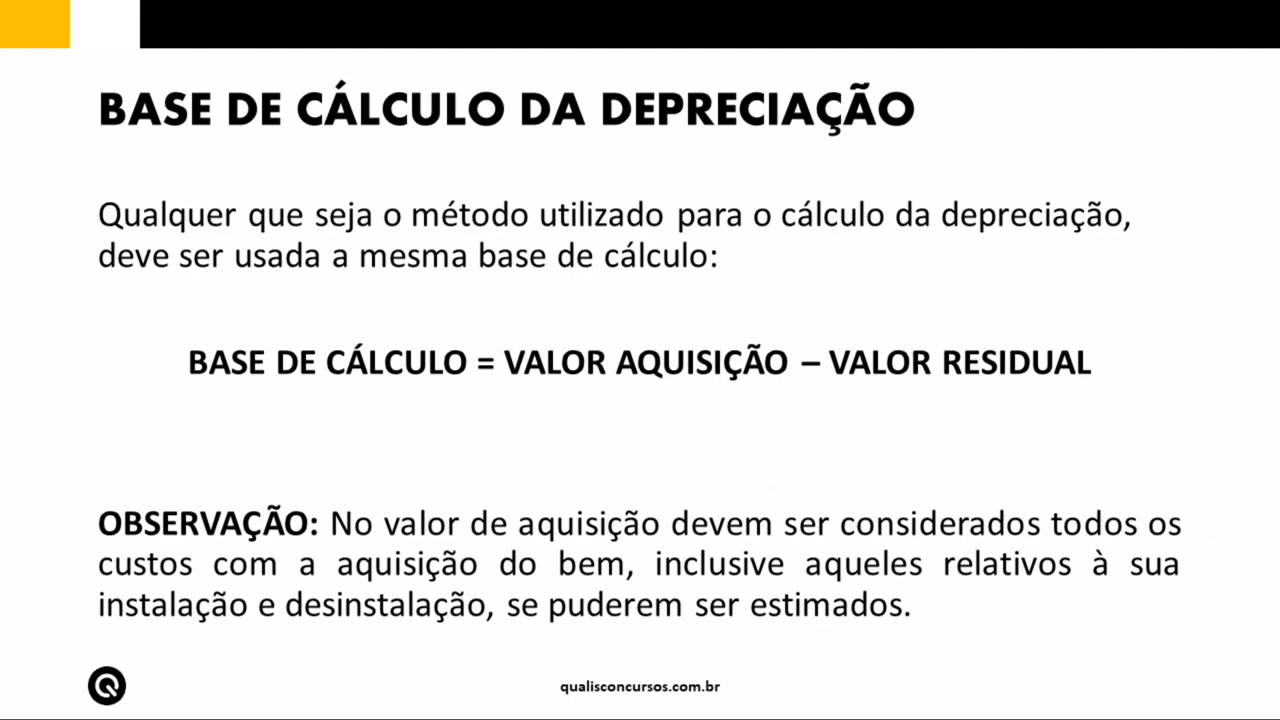 BASE DE CÁLCULO DA DEPRECIAÇÃO
Qualquer que seja o método utilizado para o cálculo da depreciação,
deve ser usada a mesma base de cálculo:
BASE DE CÁLCULO = VALOR AQUISIÇÃO – VALOR RESIDUAL
OBSERVAÇÃO: No valor de aquisição devem ser considerados todos os
custos com a aquisição do bem, inclusive aqueles relativos à sua
instalação e desinstalação, se puderem ser estimados.
qualisconcursos.com.br